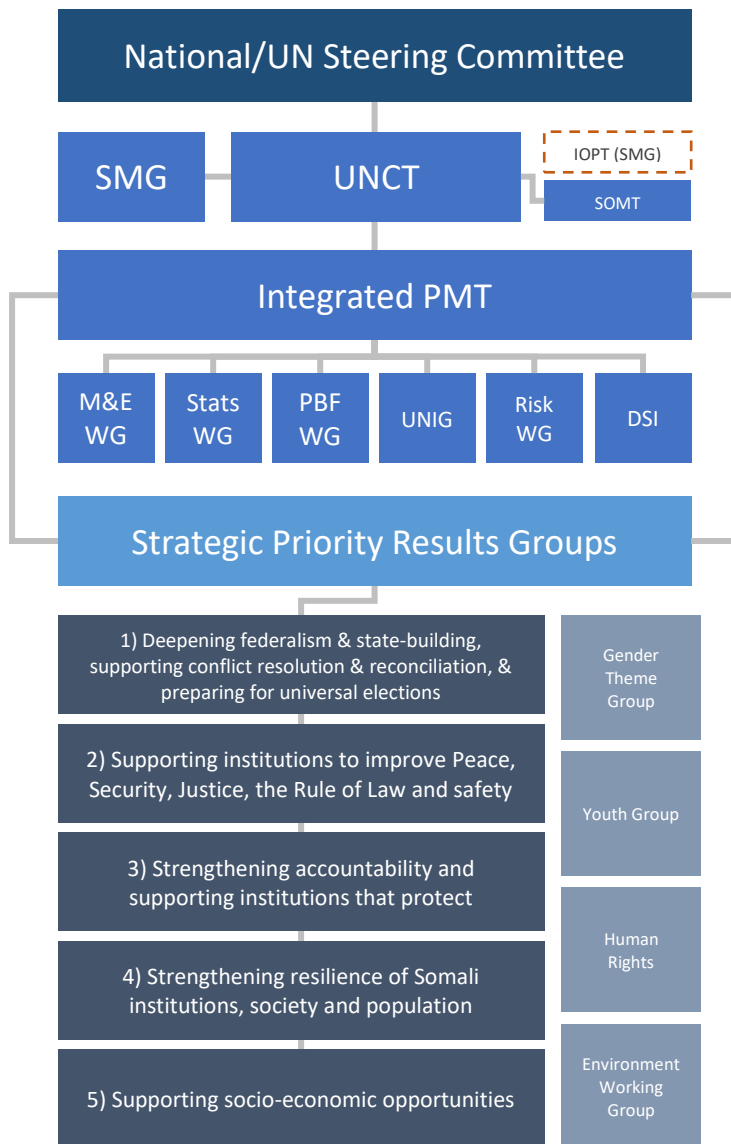 National/UN Steering Committee
SMG
UNCT
IOPT (SMG)
SOMT
Integrated PMT
M&E
WG
Stats
WG
PBF
WG
UNIG
Risk
WG
DSI
Strategic Priority Results Groups
1) Deepening federalism & state-building,
supporting conflict resolution & reconciliation, &
preparing for universal elections
Gender
Theme
Group
2) Supporting institutions to improve Peace,
Security, Justice, the Rule of Law and safety
Youth Group
3) Strengthening accountability and
supporting institutions that protect
Human
Rights
4) Strengthening resilience of Somali
institutions, society and population
5) Supporting socio-economic opportunities
Environment
Working
Group